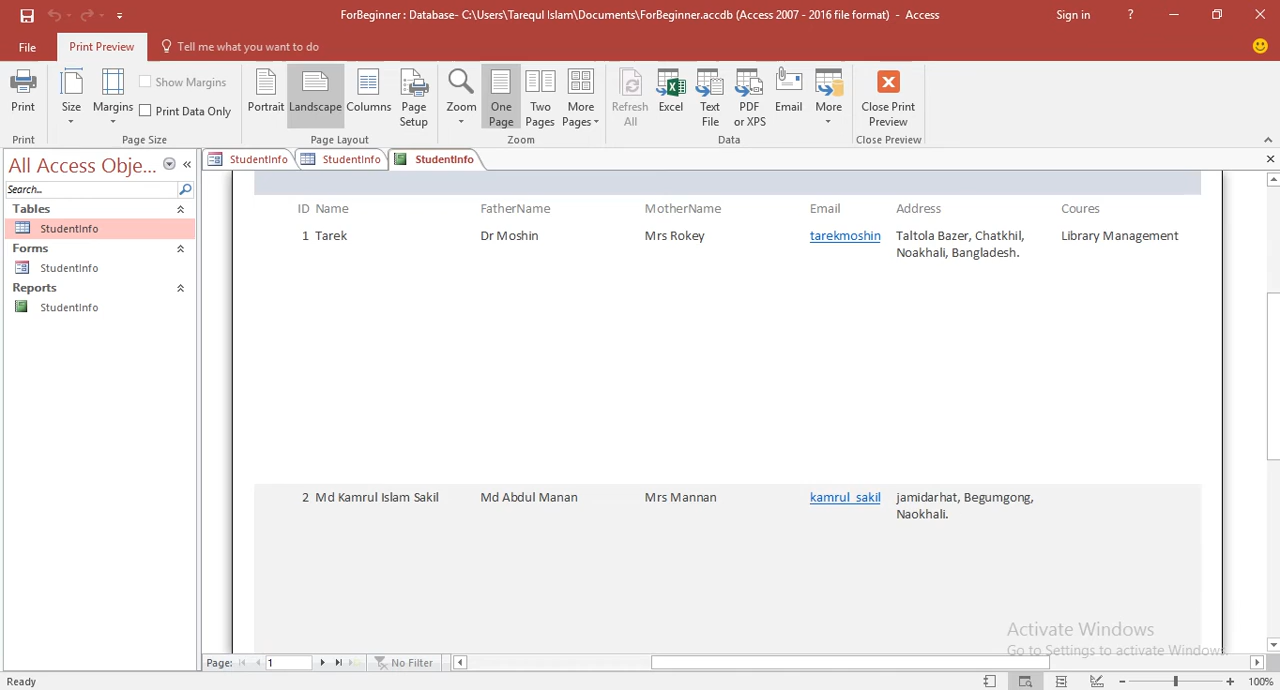 ForBeginner : Database- C:\Users\Tarequl Islam\Documents\ForBeginner.accdb (Access 2007 - 2016 file format) - Access
Sign in ?
File Print Preview Tell me what you want to do
Print
Size
Margins
Show Margins
Print Data Only
Portrait
Landscape
Columns
Page Setup
Zoom
One Page
Two Pages
More Pages
Refresh All
Excel
Text File
PDF or XPS
Email
More
Close Print Preview
Print Page Size Page Layout Zoom Data Close Preview
All Access Obje...
Search...
Tables
StudentInfo
Forms
StudentInfo
Reports
StudentInfo
StudentInfo StudentInfo StudentInfo
ID Name FatherName MotherName Email Address Coures
1 Tarek Dr Moshin Mrs Rokey tarekmoshin Taltola Bazer, Chatkhil, Library Management
Noakhali, Bangladesh.
2 Md Kamrul Islam Sakil Md Abdul Manan Mrs Mannan kamrul_sakil jamidarhat, Begumgong,
Naokhali.
Activate Windows
Go to Settings to activate Windows
Page: 1 No Filter
Ready 100%